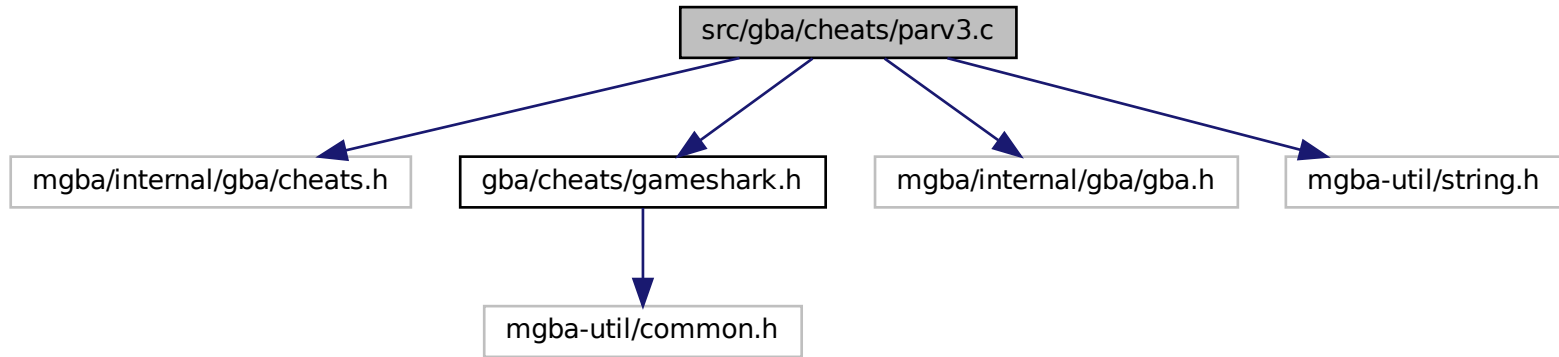 src/gba/cheats/parv3.c
mgba/internal/gba/cheats.h
gba/cheats/gameshark.h
mgba/internal/gba/gba.h
mgba-util/string.h
mgba-util/common.h